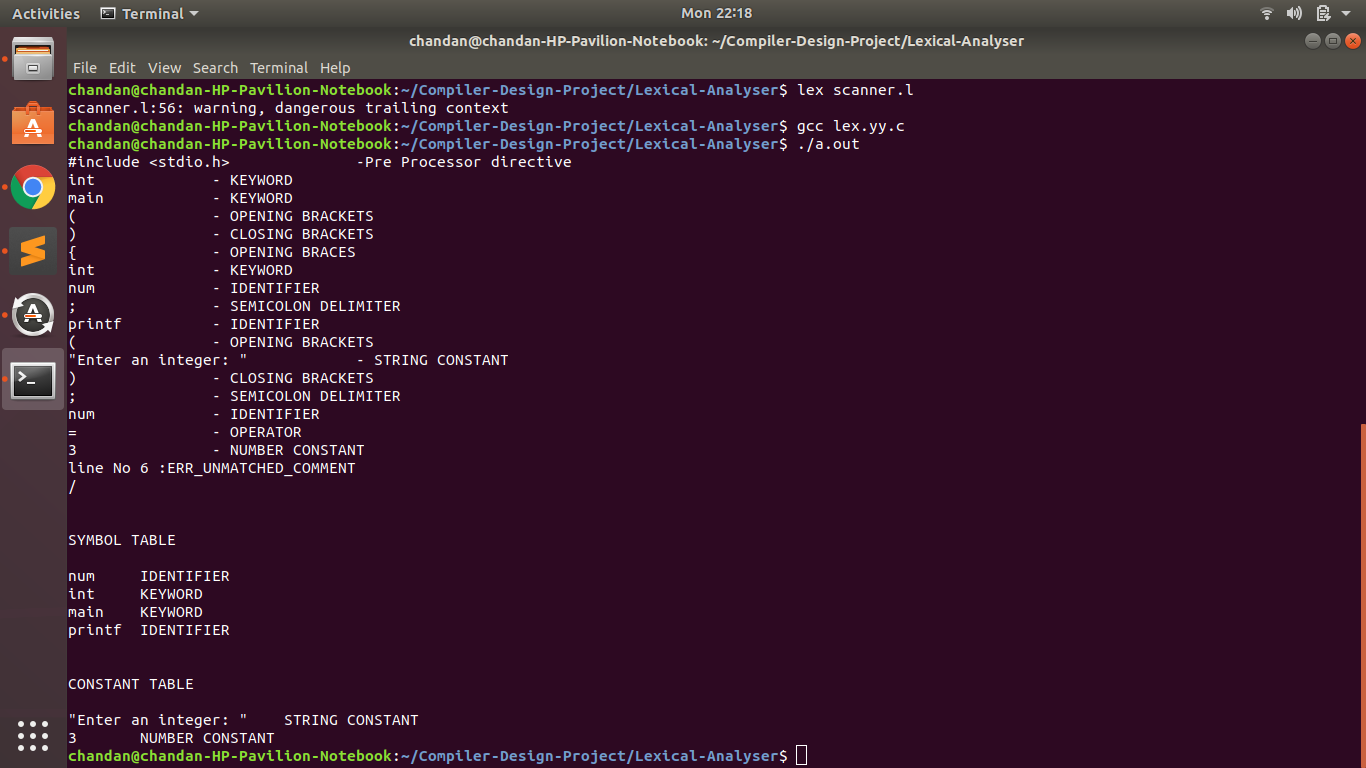 Activities Terminal Mon 22:18
chandan@chandan-HP-Pavilion-Notebook: ~/Compiler-Design-Project/Lexical-Analyser
File Edit View Search Terminal Help
chandan@chandan-HP-Pavilion-Notebook:~/Compiler-Design-Project/Lexical-Analyser$ lex scanner.l
scanner.l:56: warning, dangerous trailing context
chandan@chandan-HP-Pavilion-Notebook:~/Compiler-Design-Project/Lexical-Analyser$ gcc lex.yy.c
chandan@chandan-HP-Pavilion-Notebook:~/Compiler-Design-Project/Lexical-Analyser$ ./a.out
#include <stdio.h>              -Pre Processor directive
int             - KEYWORD
main            - KEYWORD
(               - OPENING BRACKETS
)               - CLOSING BRACKETS
{               - OPENING BRACES
int             - KEYWORD
num             - IDENTIFIER
;               - SEMICOLON DELIMITER
printf          - IDENTIFIER
(               - OPENING BRACKETS
"Enter an integer: "            - STRING CONSTANT
)               - CLOSING BRACKETS
;               - SEMICOLON DELIMITER
num             - IDENTIFIER
=               - OPERATOR
3               - NUMBER CONSTANT
line No 6 :ERR_UNMATCHED_COMMENT
/
SYMBOL TABLE
num     IDENTIFIER
int     KEYWORD
main    KEYWORD
printf  IDENTIFIER
CONSTANT TABLE
"Enter an integer: "    STRING CONSTANT
3       NUMBER CONSTANT
chandan@chandan-HP-Pavilion-Notebook:~/Compiler-Design-Project/Lexical-Analyser$